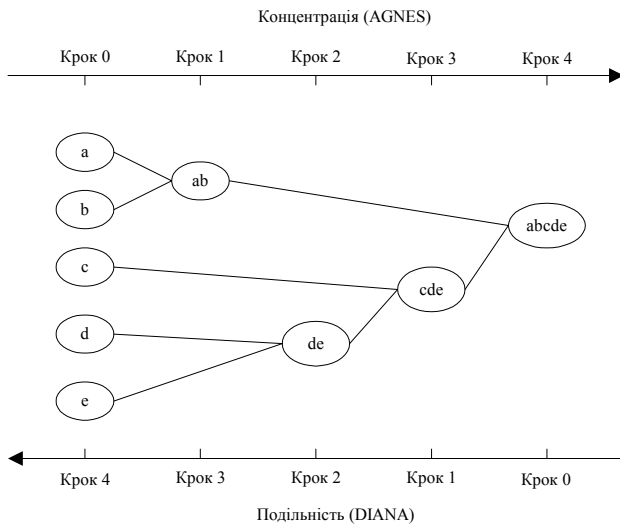 Концентрація (AGNES)
Крок 0 Крок 1 Крок 2 Крок 3 Крок 4
a
ab
b
abcde
c
cde
d
de
e
Крок 4 Крок 3 Крок 2 Крок 1 Крок 0
Подільність (DIANA)